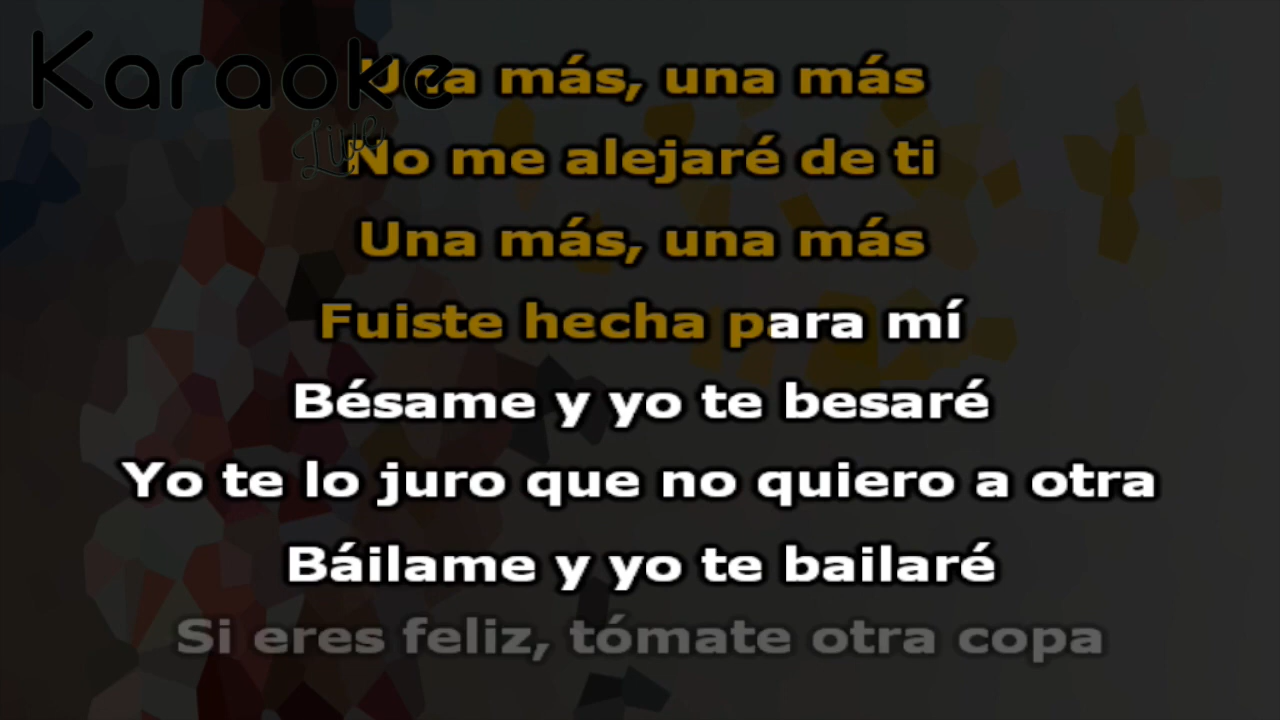 Karaoke
Live
Una más, una más
No me alejaré de ti
Una más, una más
Fuiste hecha para mí
Bésame y yo te besaré
Yo te lo juro que no quiero a otra
Báilame y yo te bailaré
Si eres feliz, tómate otra copa